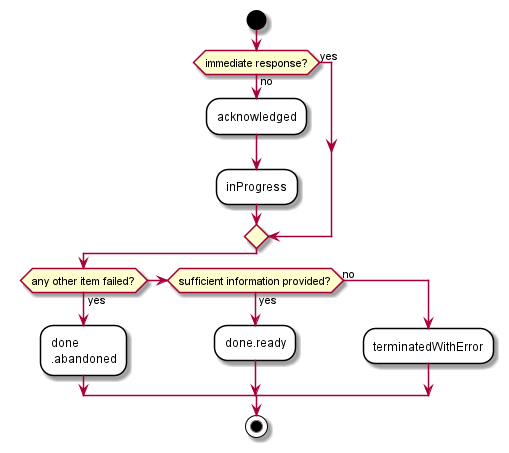 immediate response?
yes
no
acknowledged
inProgress
any other item failed?
sufficient information provided?
no
yes
yes
done
.abandoned
done.ready
terminatedWithError